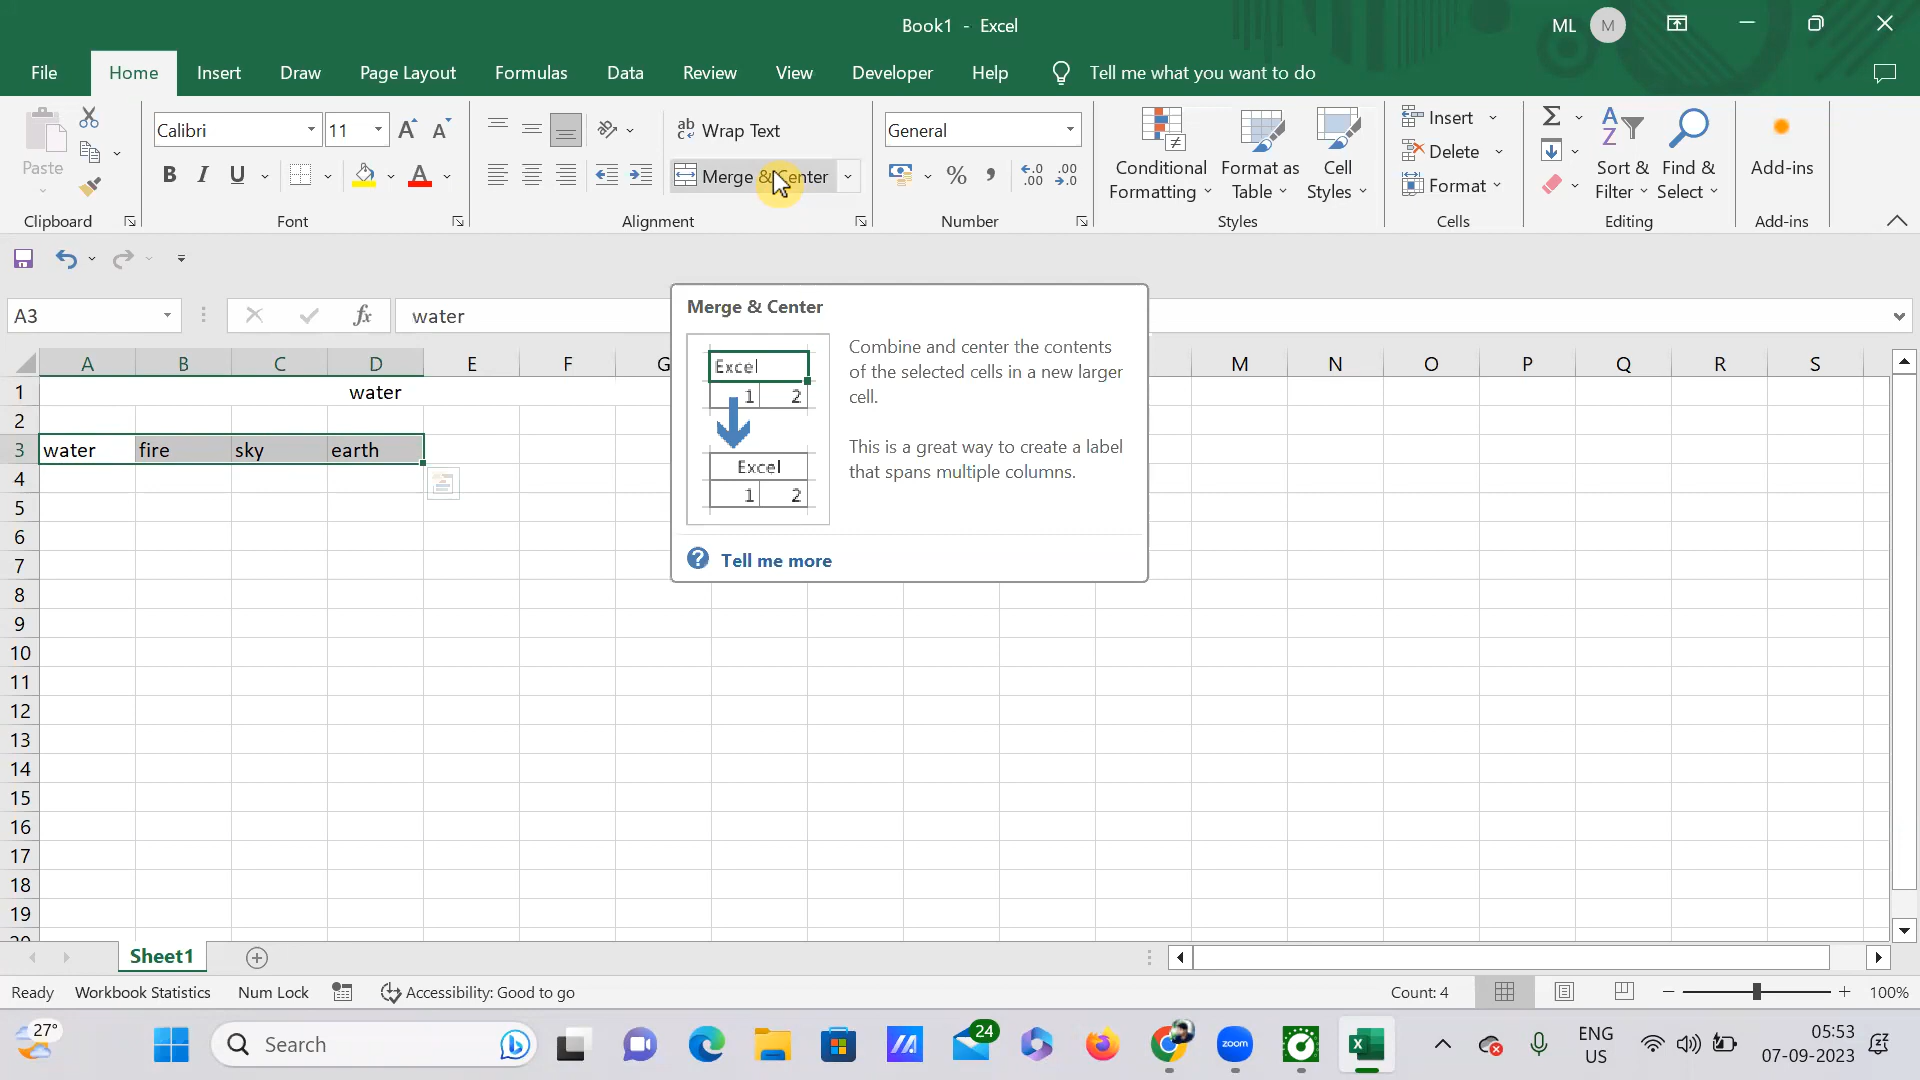 Book1 - Excel
ML M
File Home Insert Draw Page Layout Formulas Data Review View Developer Help Tell me what you want to do
Paste
Clipboard
Calibri 11
B I U A
Font
ab Wrap Text
Merge & Center
Alignment
General
% , .0 .00
Number
Conditional Formatting
Format as Table
Cell Styles
Styles
Insert
Delete
Format
Cells
Sort & Filter
Find & Select
Editing
Add-ins
Add-ins
A3 fx water
A B C D E F G M N O P Q R S
1 water
2
3 water fire sky earth
4
5
6
7
8
9
10
11
12
13
14
15
16
17
18
19
Merge & Center
Excel
1 2
Excel
1 2
Combine and center the contents
of the selected cells in a new larger
cell.
This is a great way to create a label
that spans multiple columns.
? Tell me more
Sheet1
Ready Workbook Statistics Num Lock Accessibility: Good to go Count: 4 100%
27° Search 24 zoom ENG US 05:53 07-09-2023